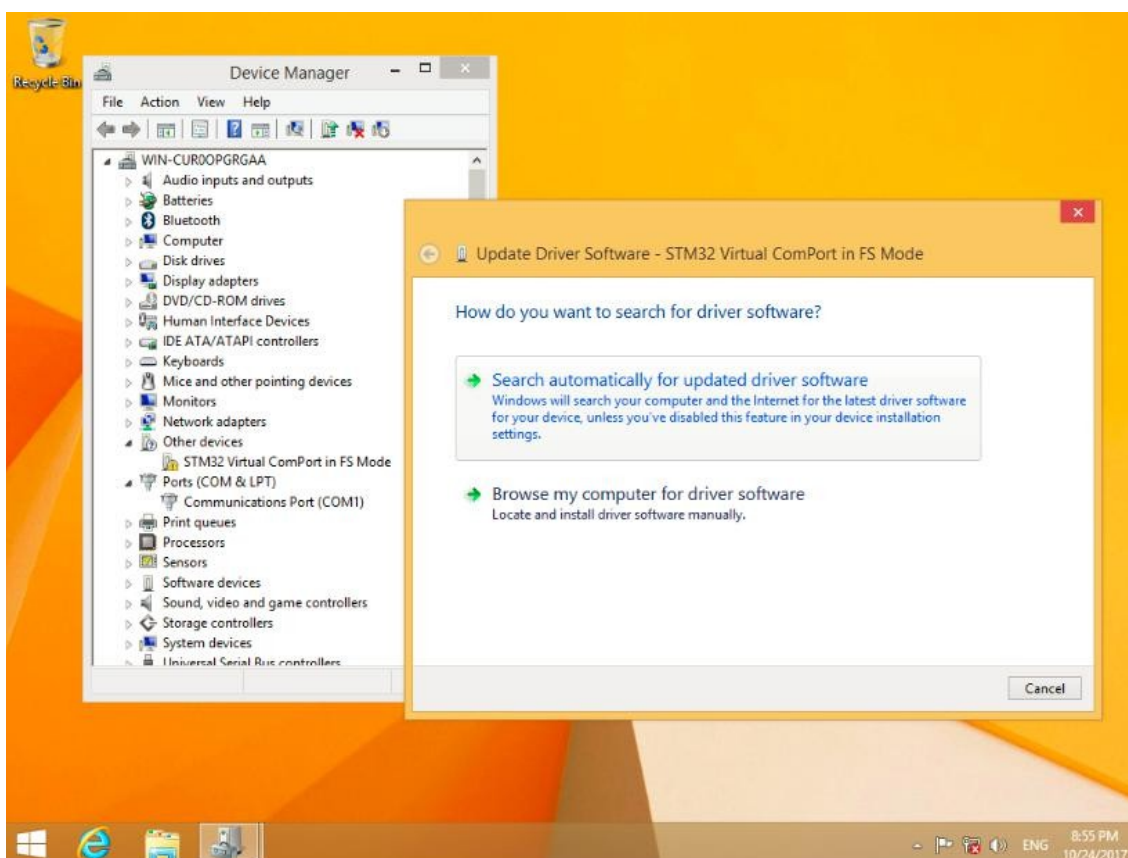 Recycle Bin
Device Manager
File Action View Help
WIN-CUR0OPGRGAA
Audio inputs and outputs
Batteries
Bluetooth
Computer
Disk drives
Display adapters
DVD/CD-ROM drives
Human Interface Devices
IDE ATA/ATAPI controllers
Keyboards
Mice and other pointing devices
Monitors
Network adapters
Other devices
STM32 Virtual ComPort in FS Mode
Ports (COM & LPT)
Communications Port (COM1)
Print queues
Processors
Sensors
Software devices
Sound, video and game controllers
Storage controllers
System devices
Universal Serial Bus controllers
Update Driver Software - STM32 Virtual ComPort in FS Mode
How do you want to search for driver software?
Search automatically for updated driver software
Windows will search your computer and the Internet for the latest driver software
for your device, unless you've disabled this feature in your device installation
settings.
Browse my computer for driver software
Locate and install driver software manually.
Cancel
ENG
8:55 PM
10/24/2017